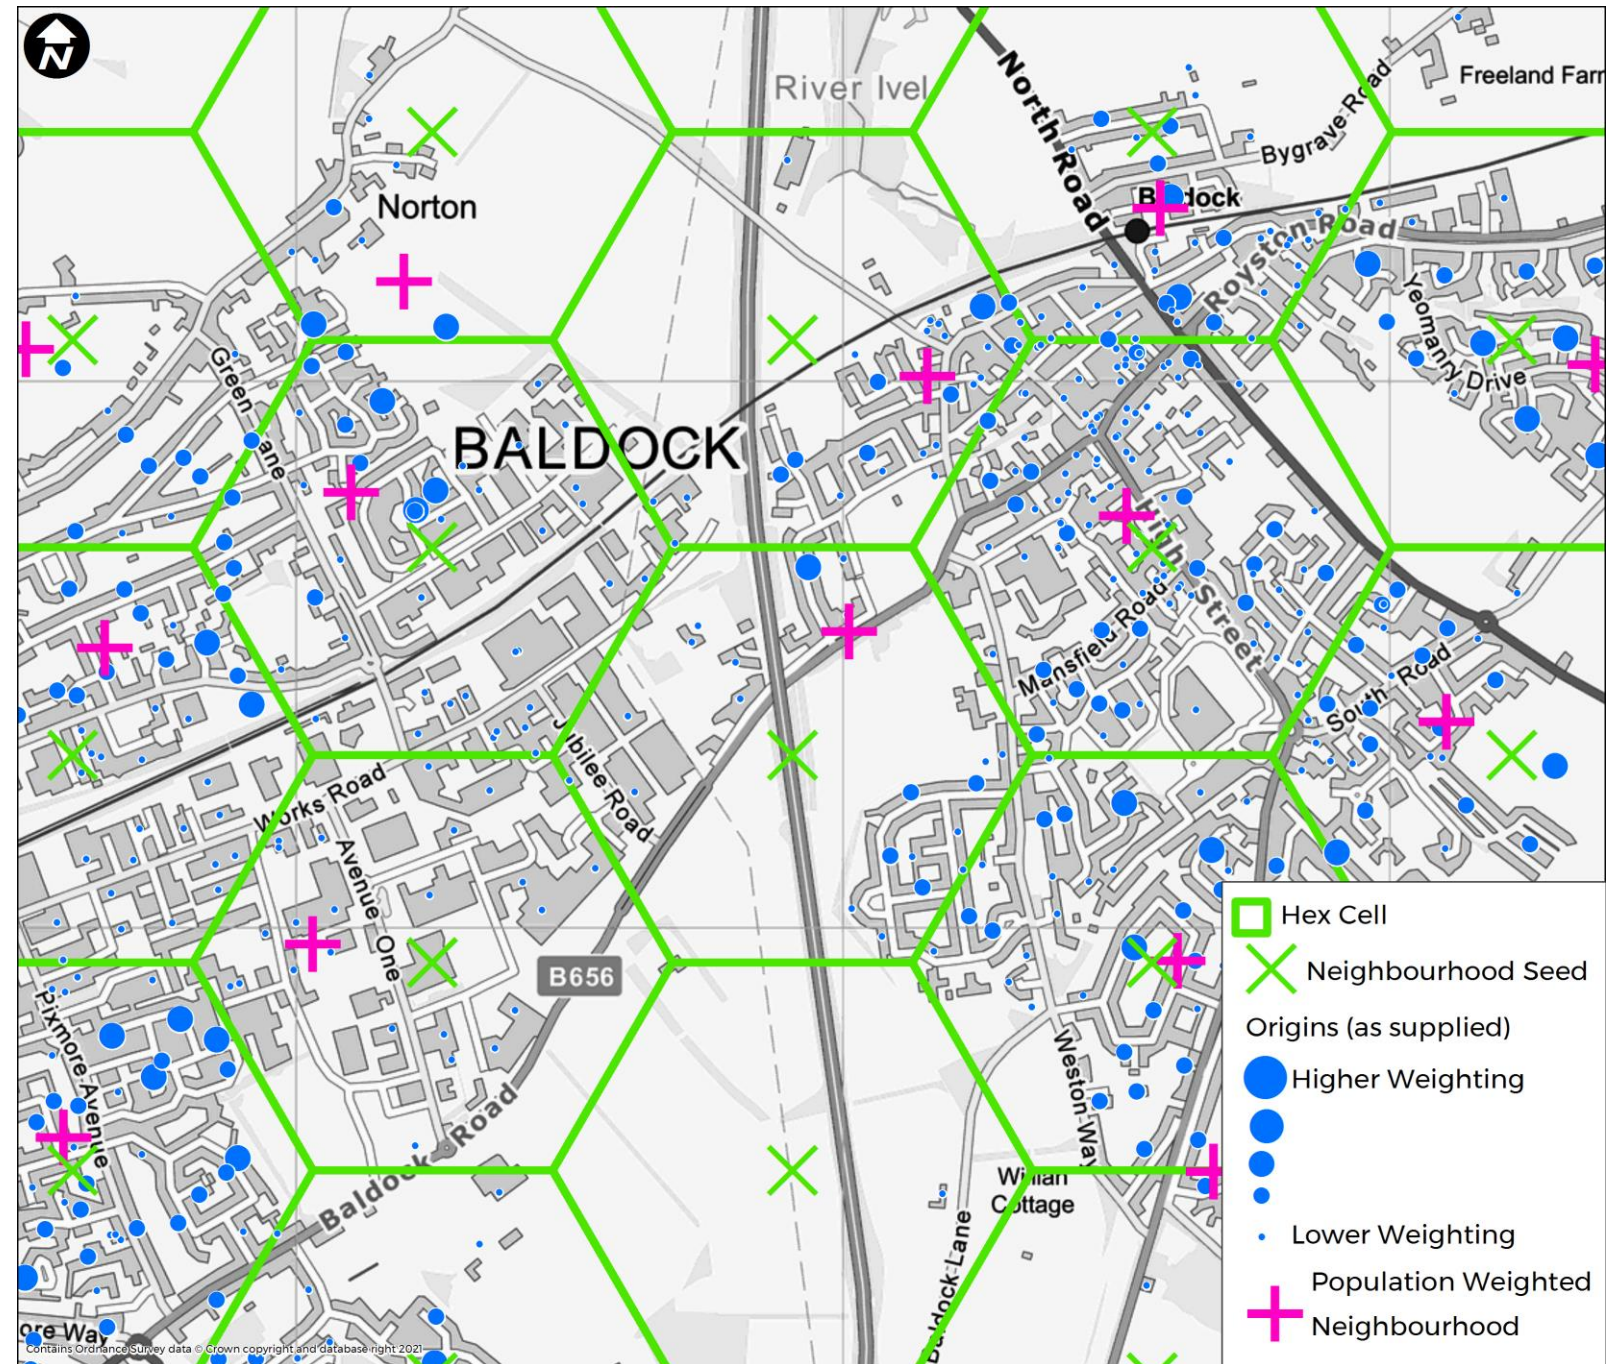 N
River Ivel
North Road
Freeland Farm
Bygrave Road
Norton
Royston Road
Yeomanry Drive
Green Lane
BALDOCK
High Street
Mansfield Road
South Road
Jubilee Road
Works Road
Avenue One
B656
Pixmore Avenue
Baldock Road
Weston Way
Willian
Cottage
Baldock Lane
ore Way
Contains Ordnance Survey data © Crown copyright and database right 2021
Hex Cell
Neighbourhood Seed
Origins (as supplied)
Higher Weighting
Lower Weighting
Population Weighted
Neighbourhood